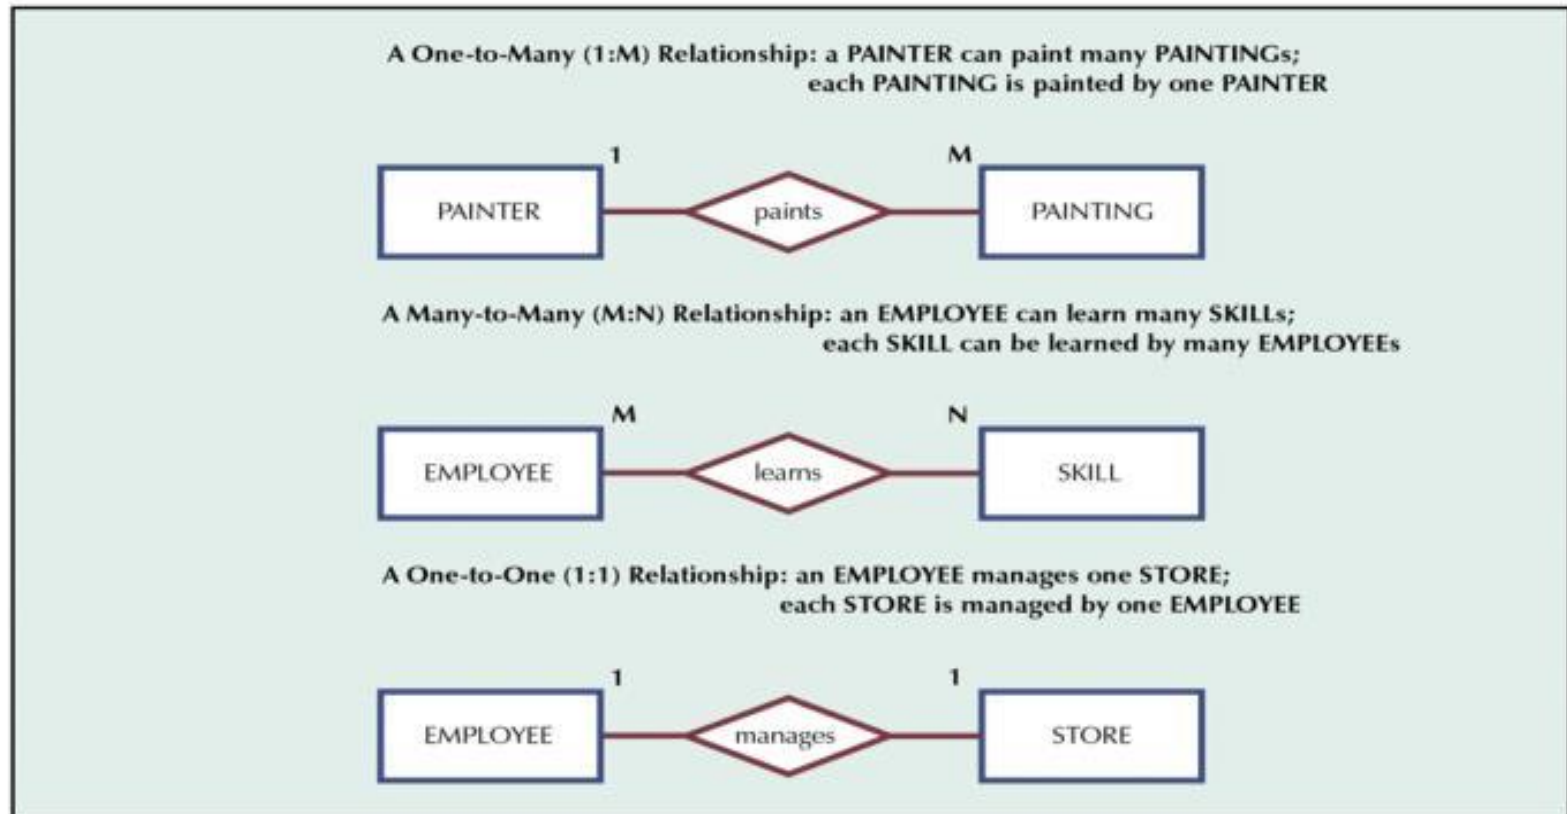 A One-to-Many (1:M) Relationship: a PAINTER can paint many PAINTINGs;
each PAINTING is painted by one PAINTER
1 M
PAINTER paints PAINTING
A Many-to-Many (M:N) Relationship: an EMPLOYEE can learn many SKILLs;
each SKILL can be learned by many EMPLOYEEs
M N
EMPLOYEE learns SKILL
A One-to-One (1:1) Relationship: an EMPLOYEE manages one STORE;
each STORE is managed by one EMPLOYEE
1 1
EMPLOYEE manages STORE